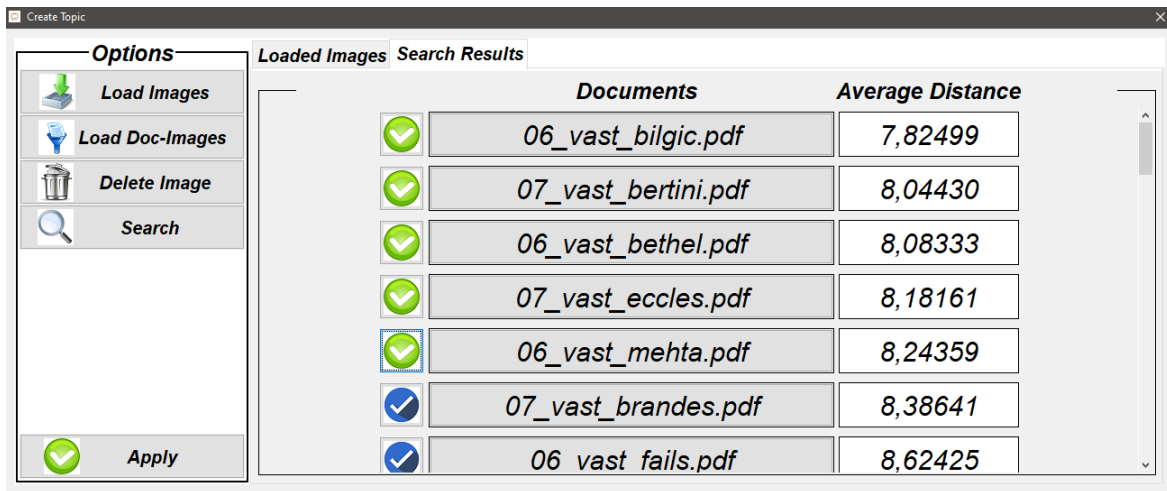 Create Topic
Options
Load Images
Load Doc-Images
Delete Image
Search
Apply
Loaded Images Search Results
Documents Average Distance
06_vast_bilgic.pdf 7,82499
07_vast_bertini.pdf 8,04430
06_vast_bethel.pdf 8,08333
07_vast_eccles.pdf 8,18161
06_vast_mehta.pdf 8,24359
07_vast_brandes.pdf 8,38641
06_vast_fails.pdf 8,62425